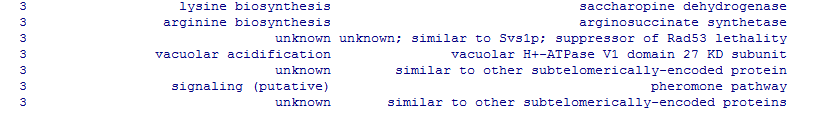 3 lysine biosynthesis saccharopine dehydrogenase
3 arginine biosynthesis arginosuccinate synthetase
3 unknown unknown; similar to Svs1p; suppressor of Rad53 lethality
3 vacuolar acidification vacuolar H+-ATPase V1 domain 27 KD subunit
3 unknown similar to other subtelomerically-encoded protein
3 signaling (putative) pheromone pathway
3 unknown similar to other subtelomerically-encoded proteins